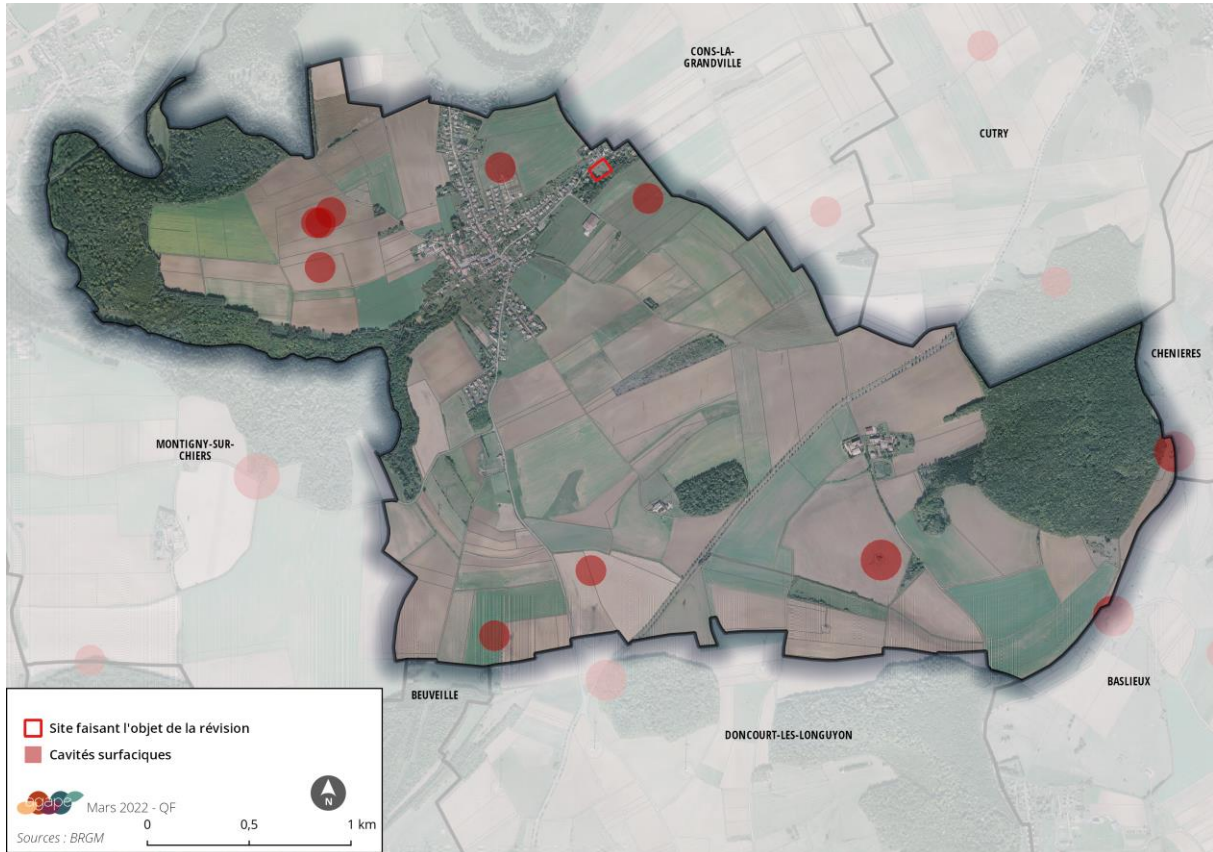 CONS-LA-
GRANDVILLE
CUTRY
CHENIERES
MONTIGNY-SUR-
CHIERS
BEUVEILLE
BASLIEUX
DONCOURT-LES-LONGUYON
Site faisant l'objet de la révision
Cavités surfaciques
agape Mars 2022 - QF
N
Sources : BRGM
0 0,5 1 km